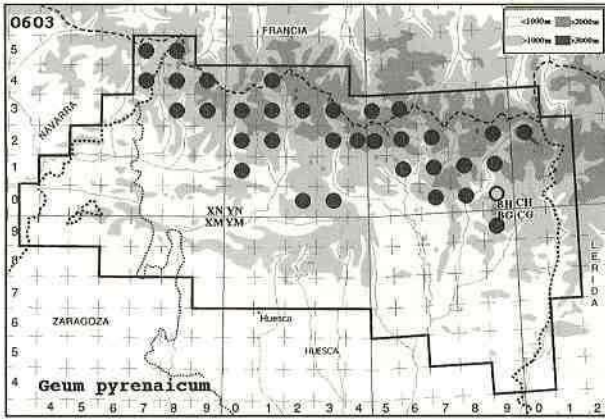 0603
FRANCIA
<1000m >2000m
>1000m >3000m
NAVARRA
5
4
3
2
1
0
9
8
7
6
5
4
XN YN
XM YM
BH CH
BG CG
LERIDA
ZARAGOZA
Huesca
HUESCA
Geum pyrenaicum
4 5 6 7 8 9 0 1 2 3 4 5 6 7 8 9 0 1 2